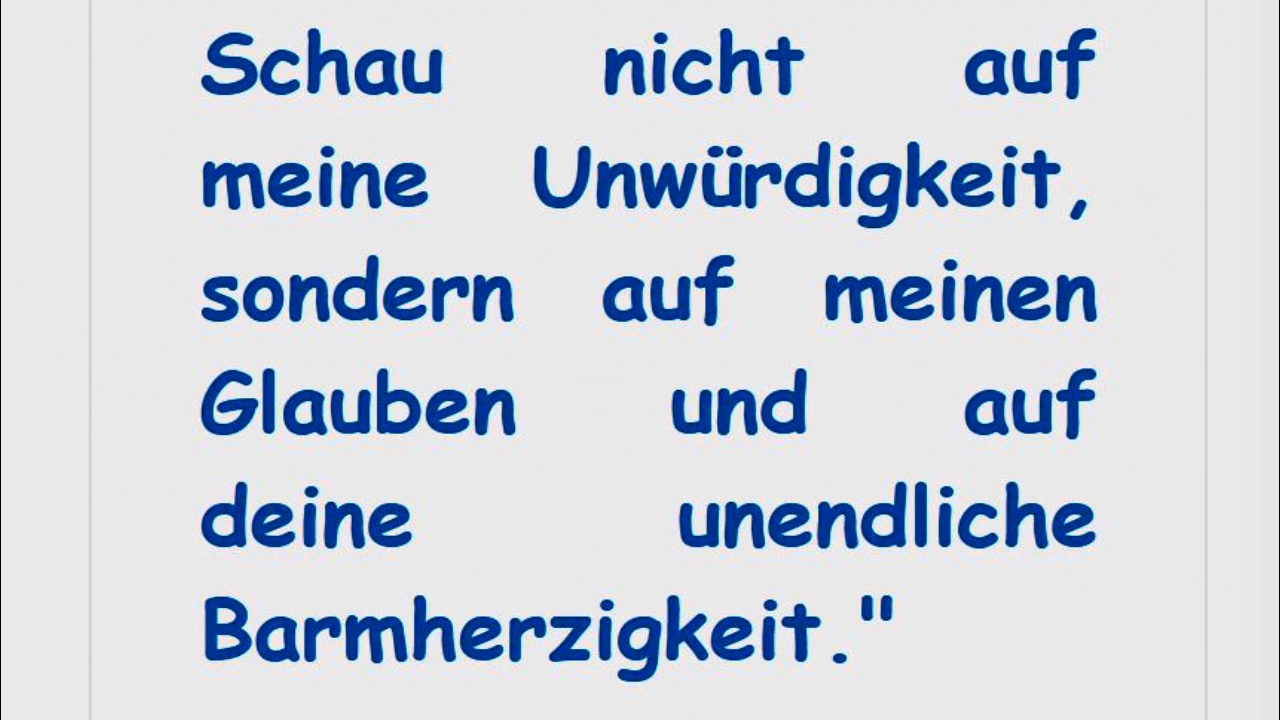 Schau nicht auf
meine Unwürdigkeit,
sondern auf meinen
Glauben und auf
deine unendliche
Barmherzigkeit."